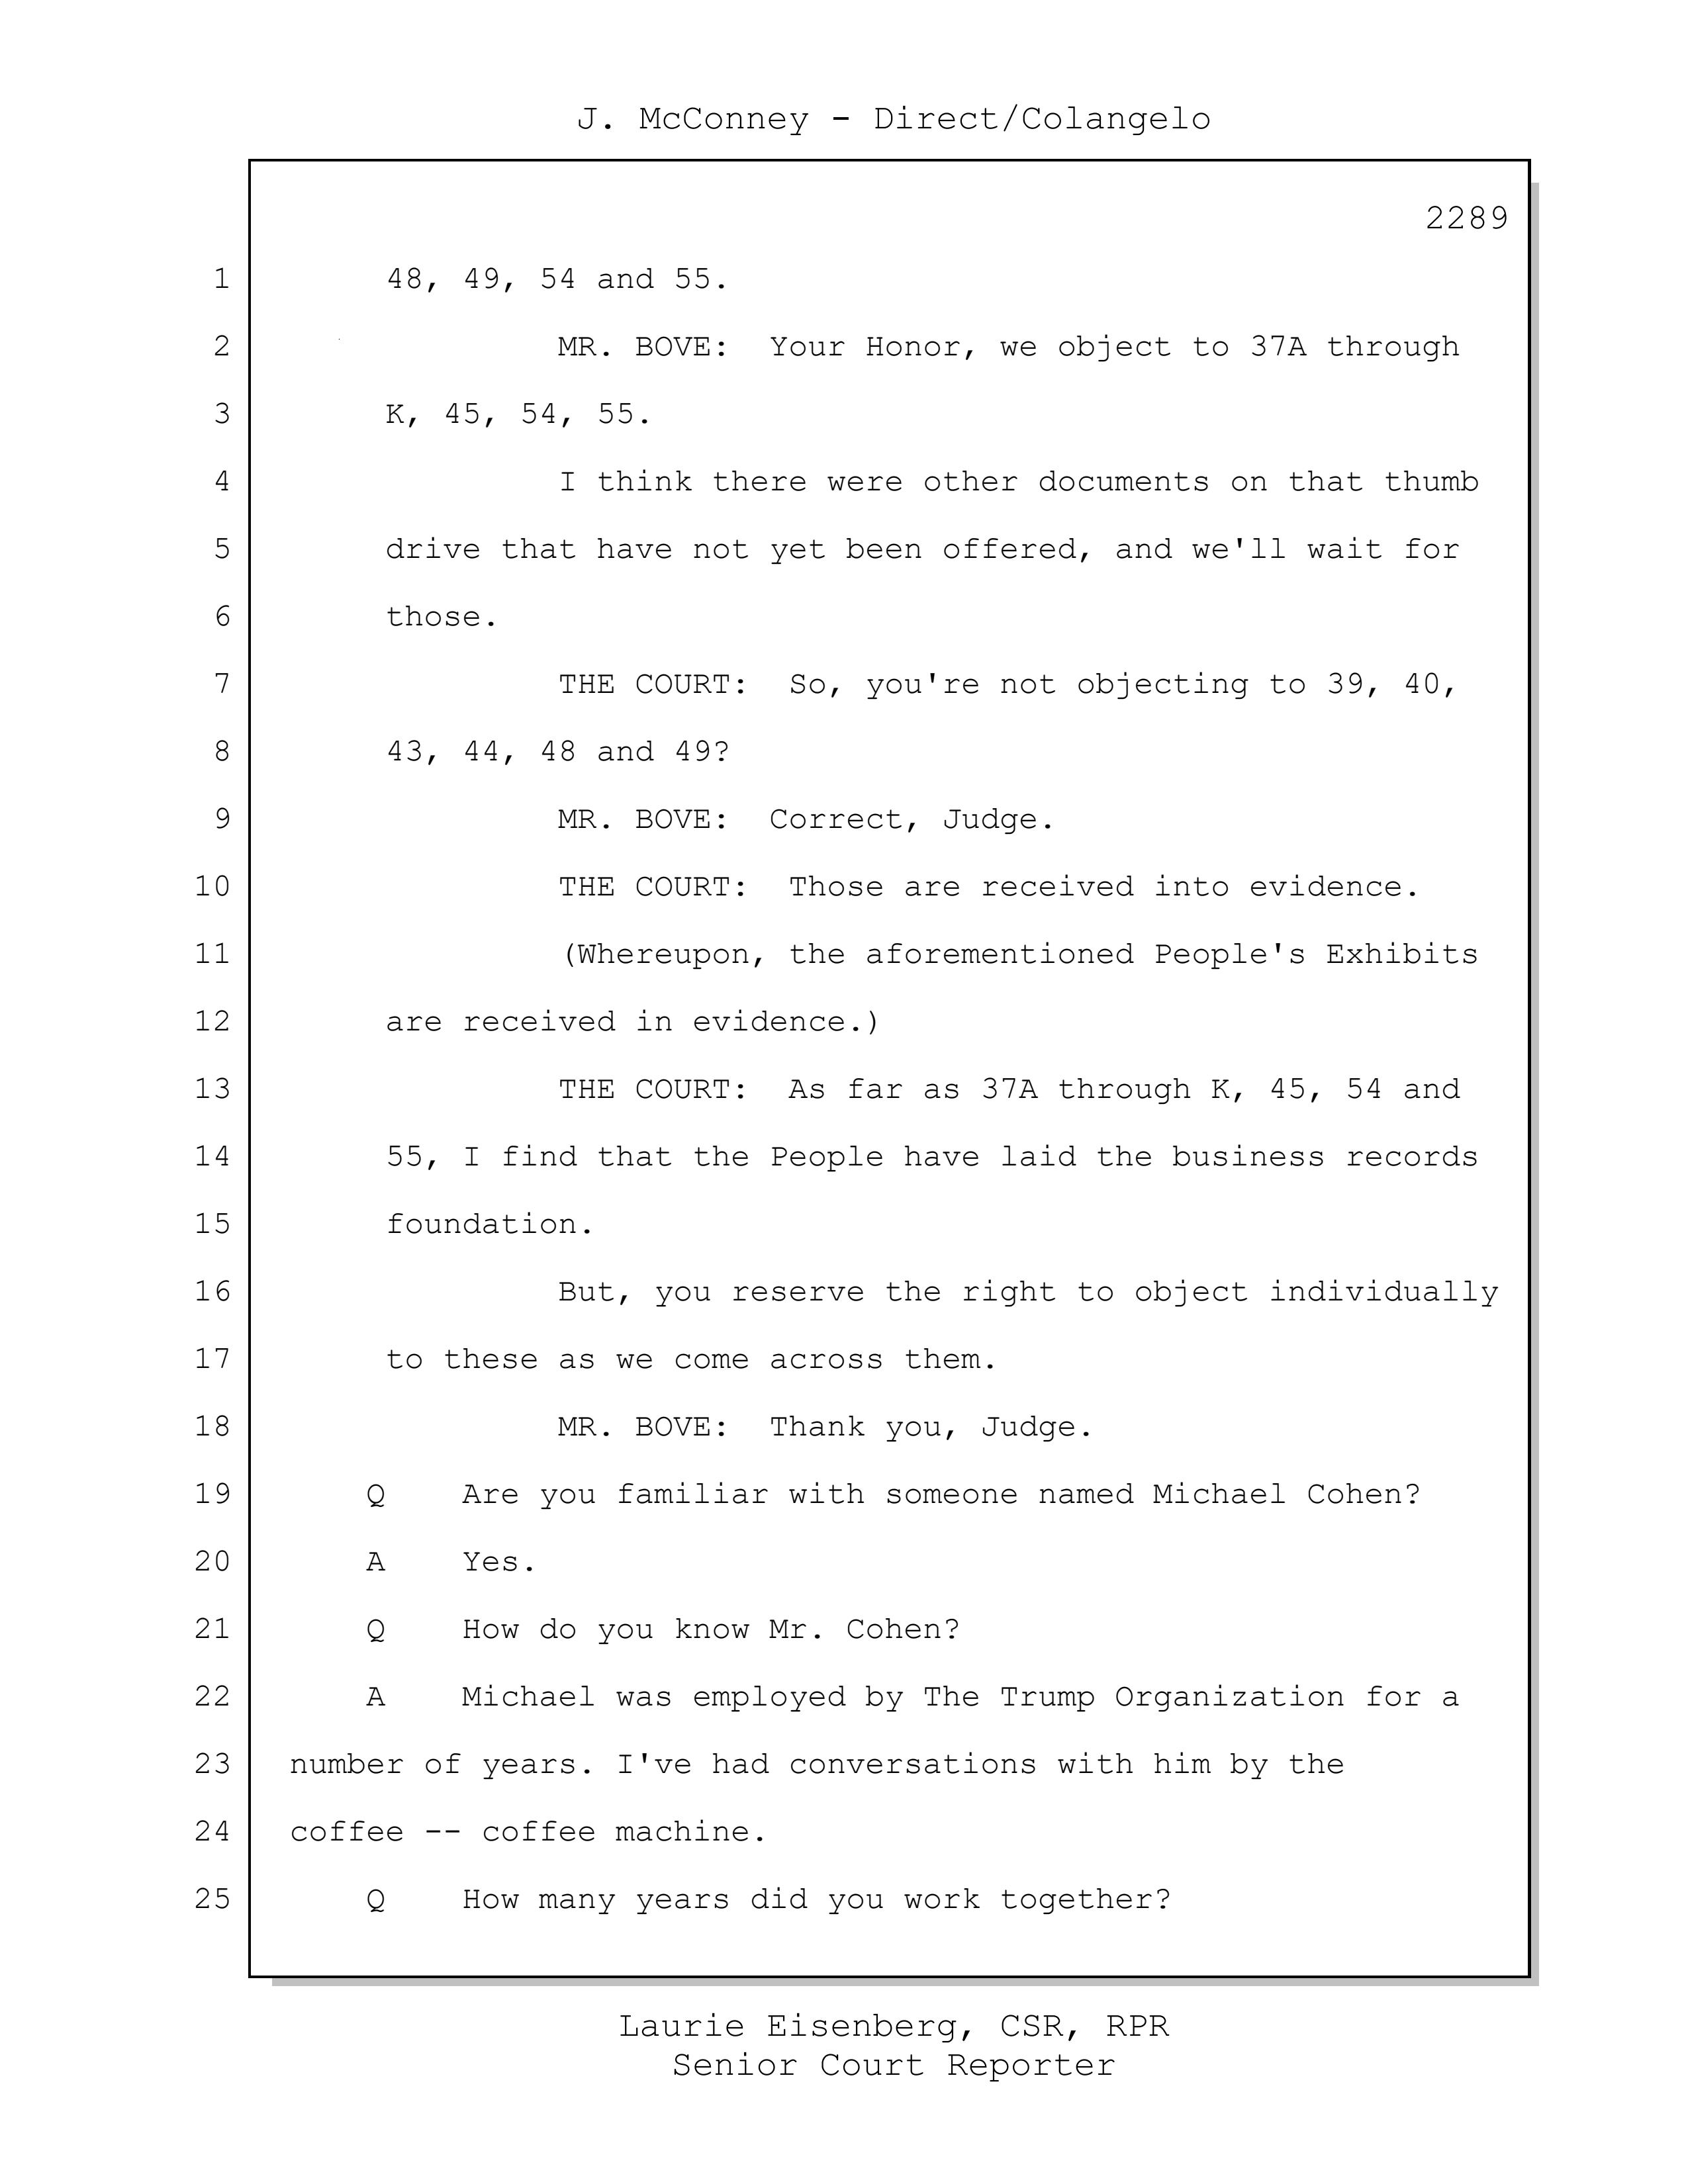 J. McConney - Direct/Colangelo
2289
1 48, 49, 54 and 55.
2 MR. BOVE: Your Honor, we object to 37A through
3 K, 45, 54, 55.
4 I think there were other documents on that thumb
5 drive that have not yet been offered, and we'll wait for
6 those.
7 THE COURT: So, you're not objecting to 39, 40,
8 43, 44, 48 and 49?
9 MR. BOVE: Correct, Judge.
10 THE COURT: Those are received into evidence.
11 (Whereupon, the aforementioned People's Exhibits
12 are received in evidence.)
13 THE COURT: As far as 37A through K, 45, 54 and
14 55, I find that the People have laid the business records
15 foundation.
16 But, you reserve the right to object individually
17 to these as we come across them.
18 MR. BOVE: Thank you, Judge.
19 Q Are you familiar with someone named Michael Cohen?
20 A Yes.
21 Q How do you know Mr. Cohen?
22 A Michael was employed by The Trump Organization for a
23 number of years. I've had conversations with him by the
24 coffee -- coffee machine.
25 Q How many years did you work together?
Laurie Eisenberg, CSR, RPR
Senior Court Reporter